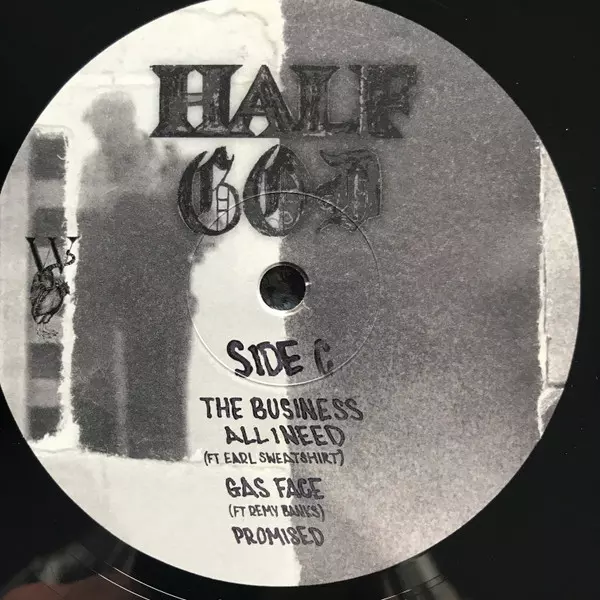 HALF
GOD
W
SIDE C
THE BUSINESS
ALL I NEED
(FT EARL SWEATSHIRT)
GAS FACE
(FT REMY BANKS)
PROMISED